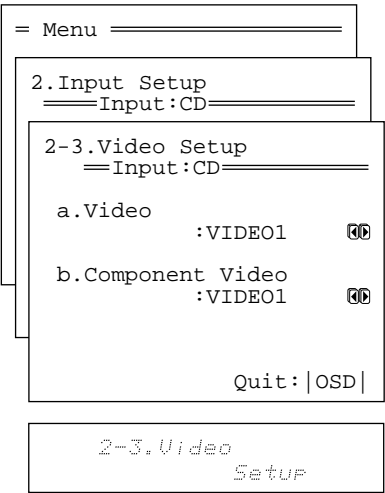 Menu
2.Input Setup
Input:CD
2-3.Video Setup
Input:CD
a.Video
:VIDEO1
b.Component Video
:VIDEO1
Quit:|OSD|
2-3.Video
Setup